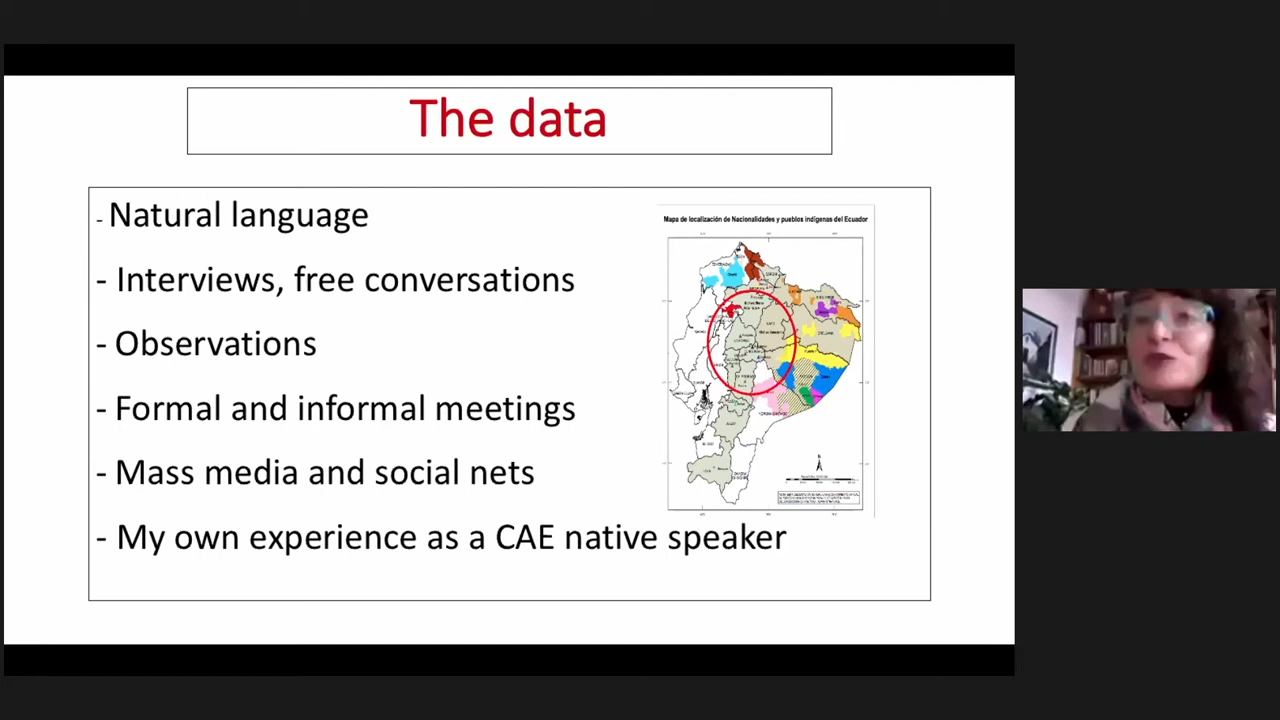 The data
- Natural language
- Interviews, free conversations
- Observations
- Formal and informal meetings
- Mass media and social nets
- My own experience as a CAE native speaker
Mapa de localización de Nacionalidades y pueblos indígenas del Ecuador
N